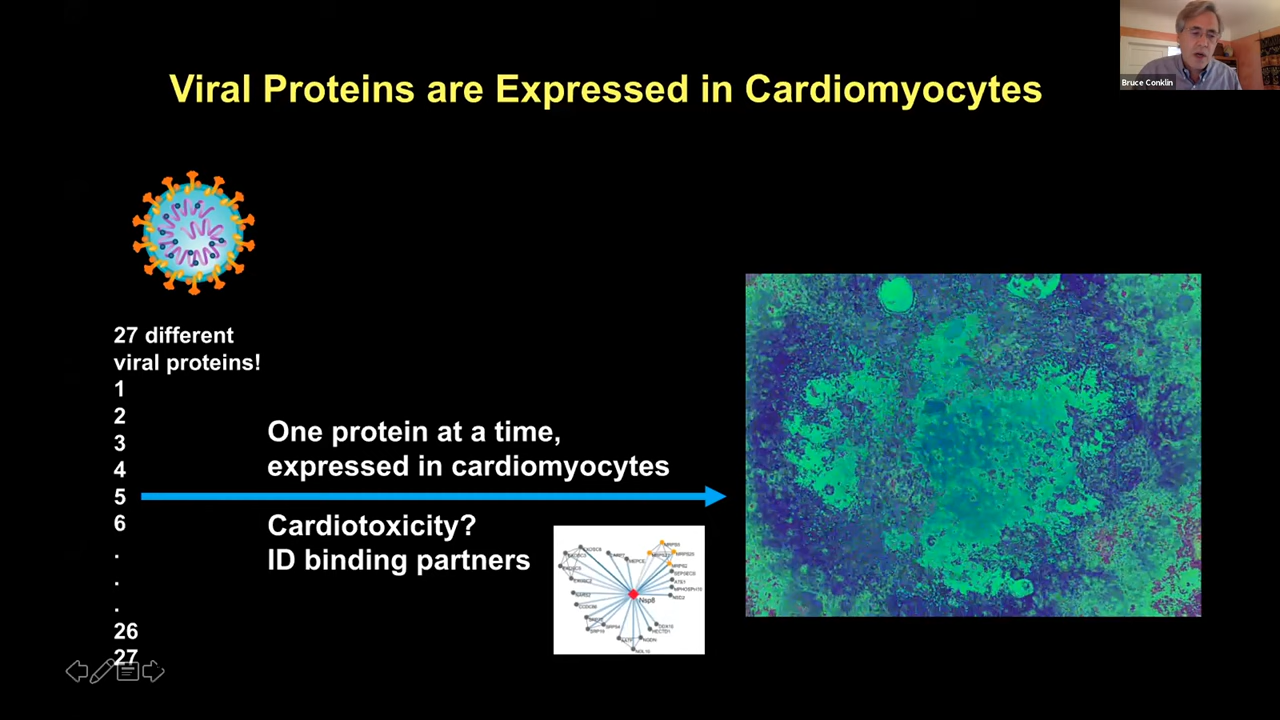 Viral Proteins are Expressed in Cardiomyocytes
Bruce Conklin
27 different
viral proteins!
1
2
3
4
5
6
.
.
.
26
27
One protein at a time,
expressed in cardiomyocytes
Cardiotoxicity?
ID binding partners
Nsp8